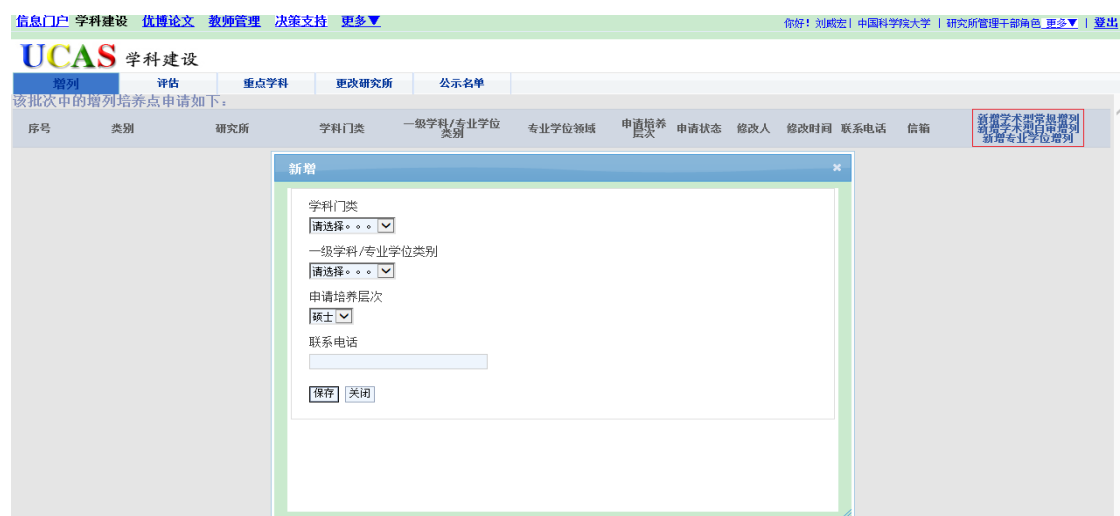 信息门户 学科建设 优博论文 教师管理 决策支持 更多▼ 你好！刘威宏| 中国科学院大学 | 研究所管理干部角色 更多▼ | 登出
UCAS 学科建设
增列 评估 重点学科 更改研究所 公示名单
该批次中的增列培养点申请如下：
序号 类别 研究所 学科门类 一级学科/专业学位类别 专业学位领域 申请培养层次 申请状态 修改人 修改时间 联系电话 信箱
新增学术型常规增列
新增学术型自审增列
新增专业学位增列
新增
学科门类
请选择。。。
一级学科/专业学位类别
请选择。。。
申请培养层次
硕士
联系电话
保存 关闭